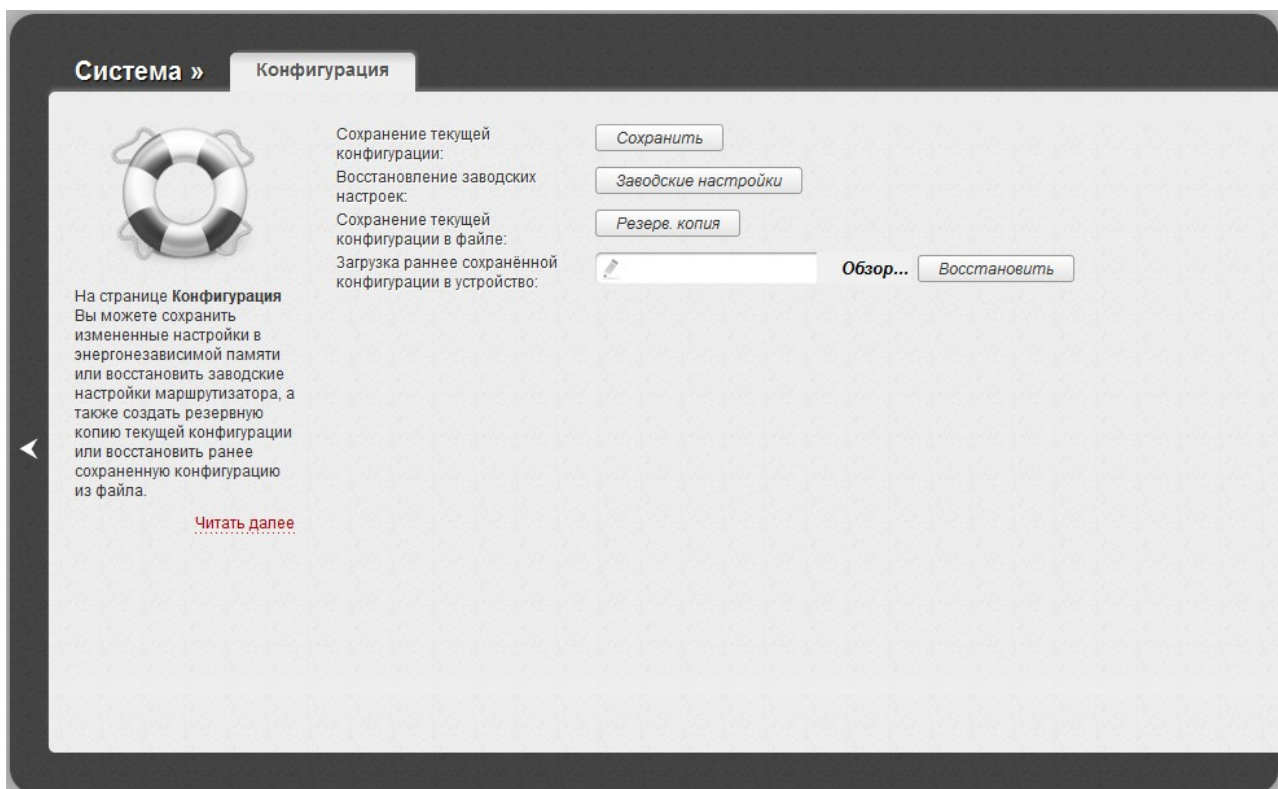 Система »
Конфигурация
На странице Конфигурация
Вы можете сохранить
измененные настройки в
энергонезависимой памяти
или восстановить заводские
настройки маршрутизатора, а
также создать резервную
копию текущей конфигурации
или восстановить ранее
сохраненную конфигурацию
из файла.
Читать далее
Сохранение текущей
конфигурации:
Сохранить
Восстановление заводских
настроек:
Заводские настройки
Сохранение текущей
конфигурации в файле:
Резерв. копия
Загрузка раннее сохранённой
конфигурации в устройство:
Обзор... Восстановить